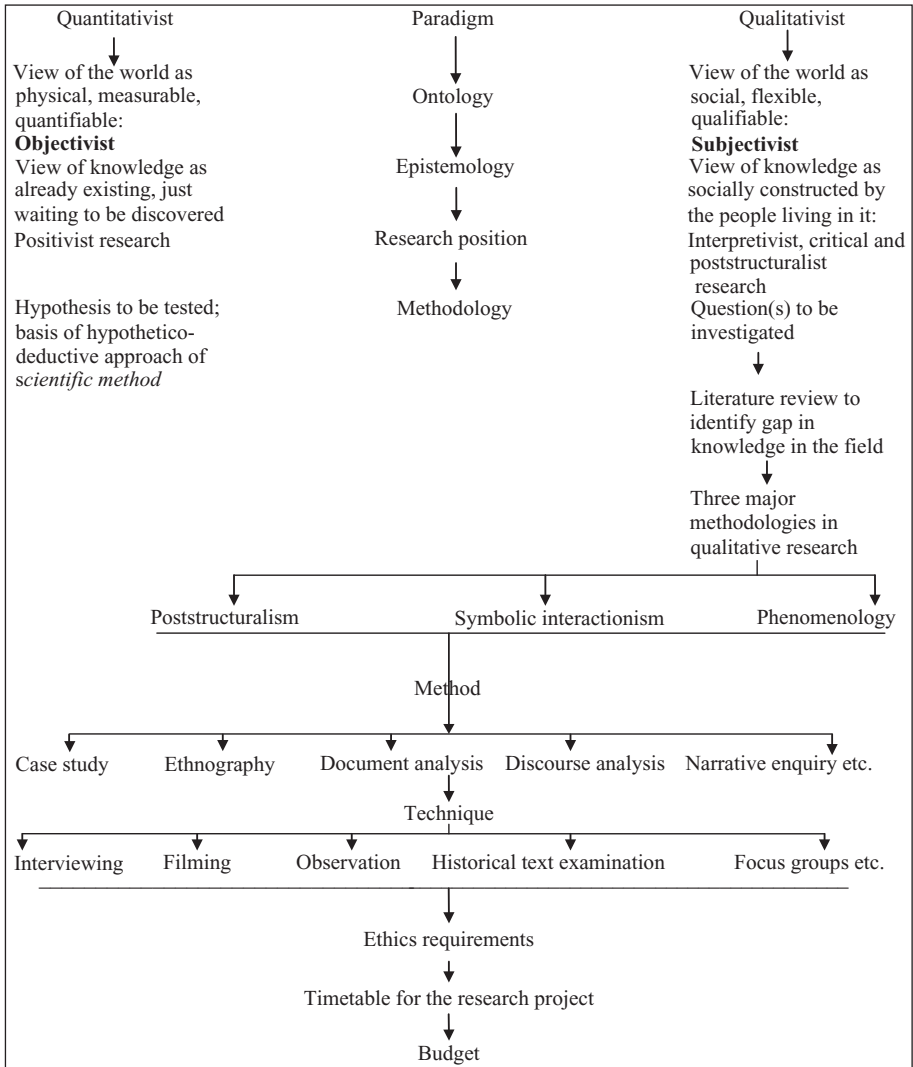 Quantitativist
Paradigm
Qualitativist
View of the world as
physical, measurable,
quantifiable:
Objectivist
View of knowledge as
already existing, just
waiting to be discovered
Positivist research
Hypothesis to be tested;
basis of hypothetico-
deductive approach of
scientific method
Ontology
Epistemology
Research position
Methodology
View of the world as
social, flexible,
qualifiable:
Subjectivist
View of knowledge as
socially constructed by
the people living in it:
Interpretivist, critical and
poststructuralist
research
Question(s) to be
investigated
Literature review to
identify gap in
knowledge in the field
Three major
methodologies in
qualitative research
Poststructuralism
Symbolic interactionism
Phenomenology
Method
Case study
Ethnography
Document analysis
Discourse analysis
Narrative enquiry etc.
Technique
Interviewing
Filming
Observation
Historical text examination
Focus groups etc.
Ethics requirements
Timetable for the research project
Budget